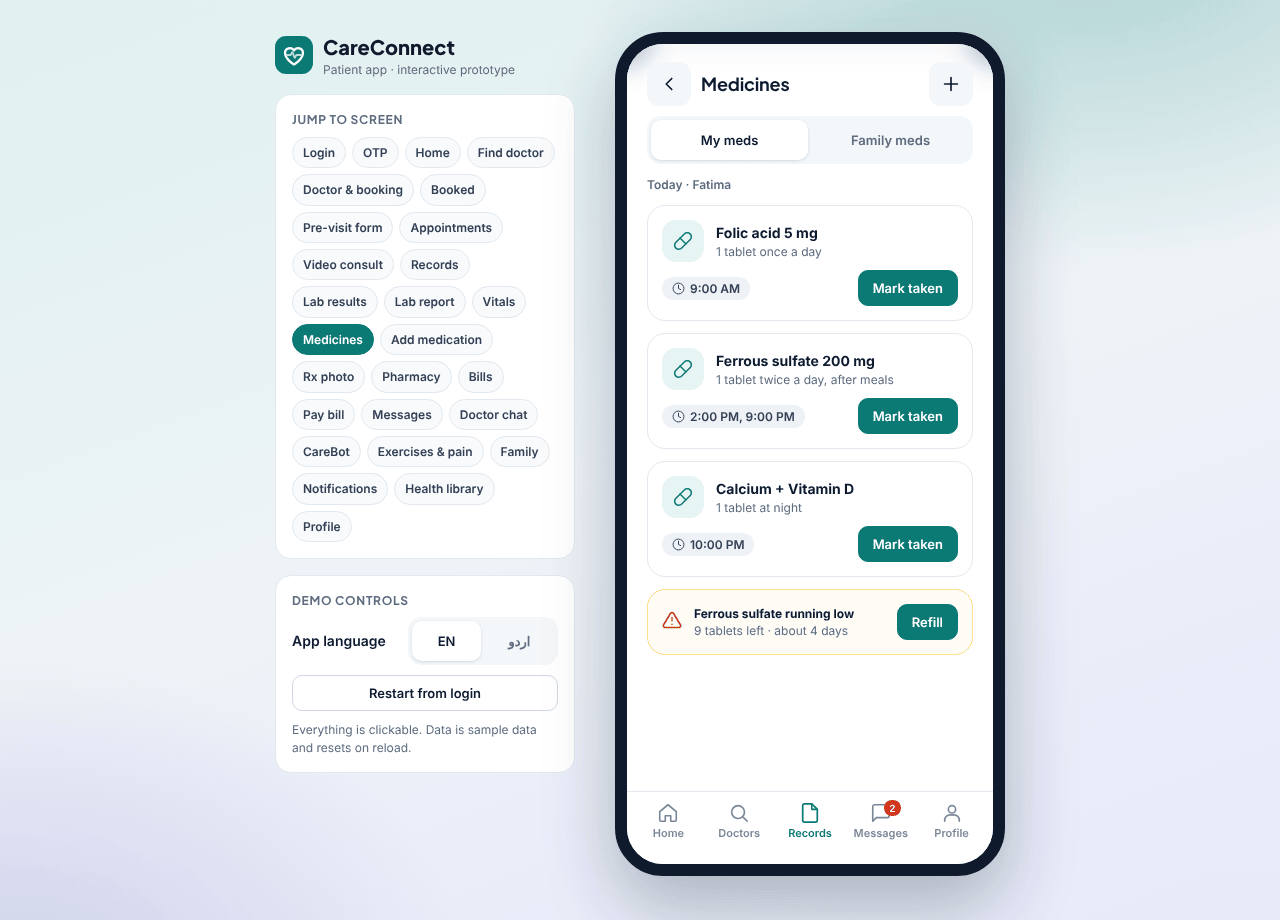 CareConnect
Patient app · interactive prototype
JUMP TO SCREEN
Login OTP Home Find doctor
Doctor & booking Booked
Pre-visit form Appointments
Video consult Records
Lab results Lab report Vitals
Medicines Add medication
Rx photo Pharmacy Bills
Pay bill Messages Doctor chat
CareBot Exercises & pain Family
Notifications Health library
Profile
DEMO CONTROLS
App language EN اردو
Restart from login
Everything is clickable. Data is sample data
and resets on reload.
Medicines
My meds Family meds
Today · Fatima
Folic acid 5 mg
1 tablet once a day
9:00 AM Mark taken
Ferrous sulfate 200 mg
1 tablet twice a day, after meals
2:00 PM, 9:00 PM Mark taken
Calcium + Vitamin D
1 tablet at night
10:00 PM Mark taken
Ferrous sulfate running low
9 tablets left · about 4 days
Refill
2
Home Doctors Records Messages Profile